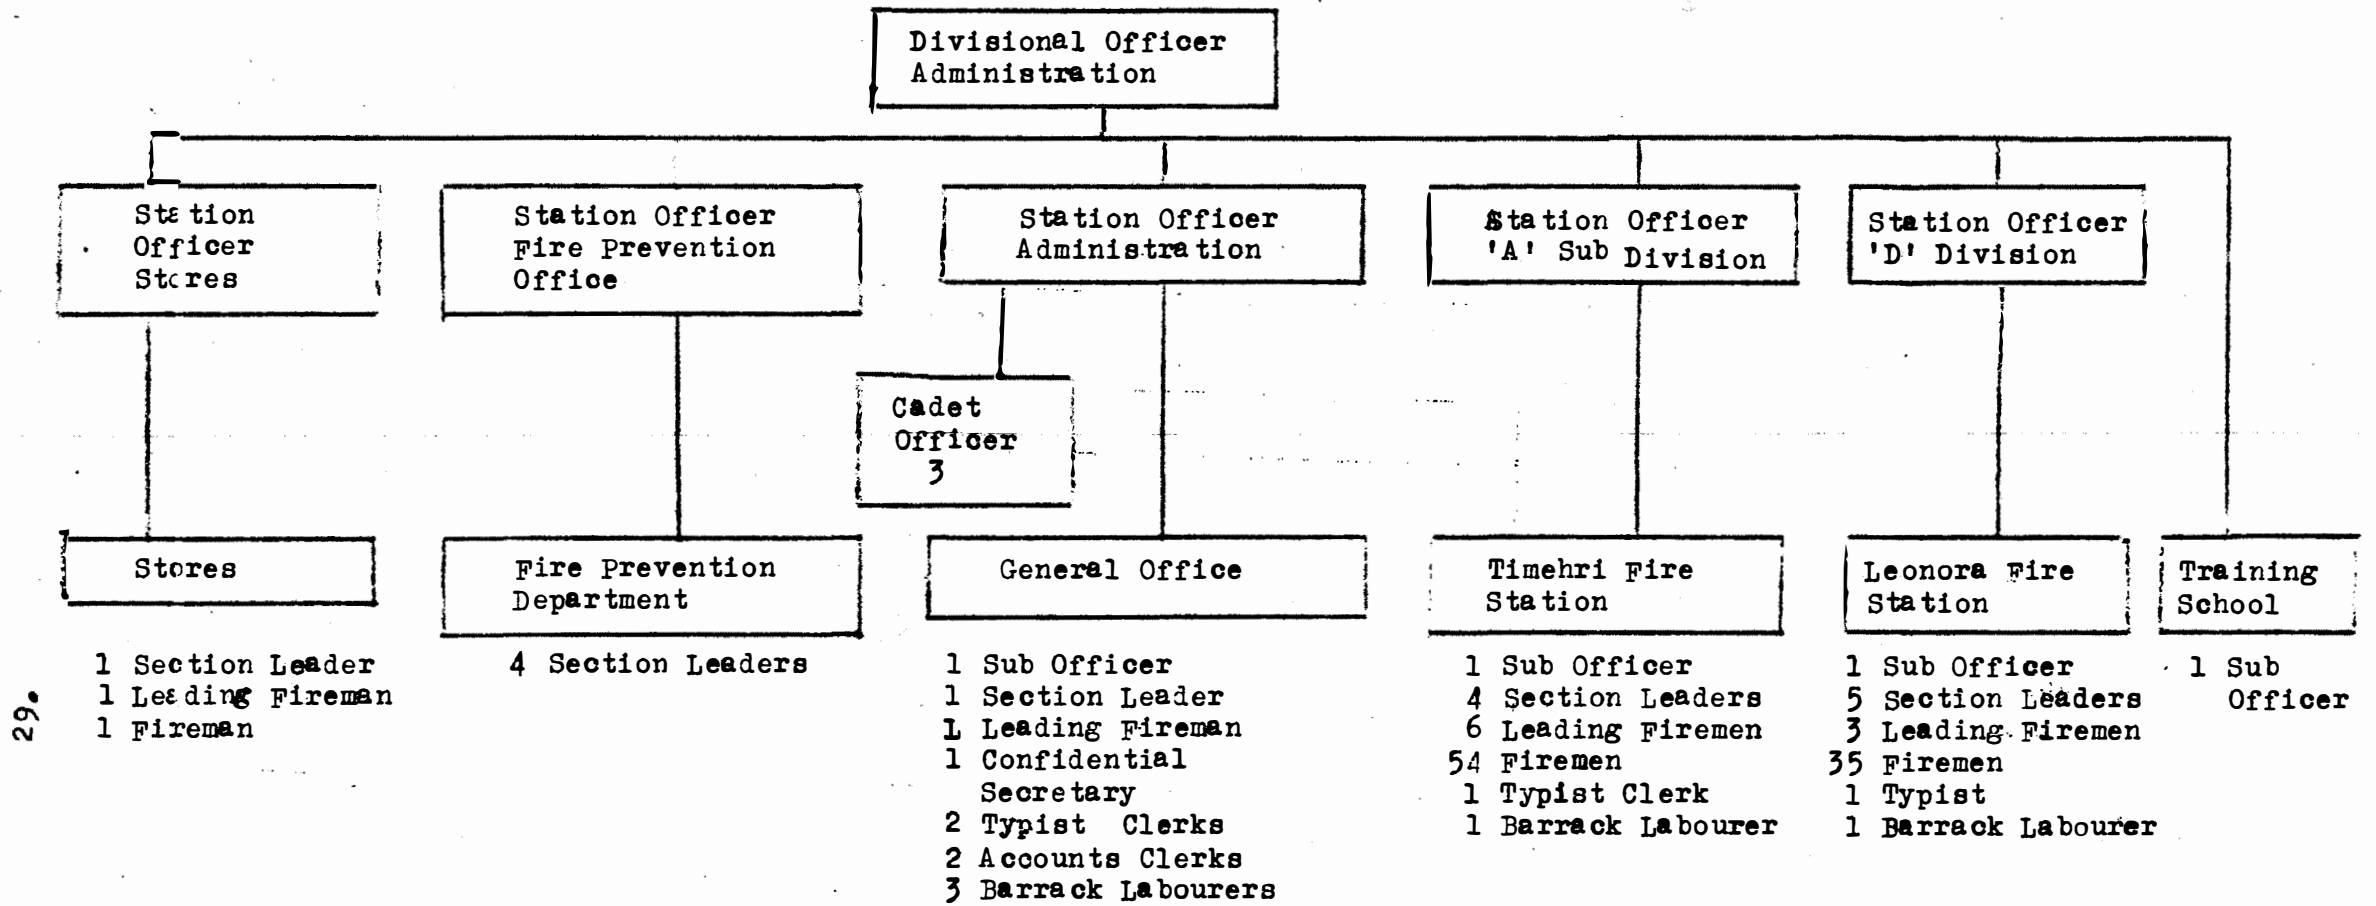 Divisional Officer
Administration
Station
Officer
Stores
Station Officer
Fire Prevention
Office
Station Officer
Administration
Station Officer
'A' Sub Division
Station Officer
'D' Division
Cadet
Officer
3
Stores
Fire Prevention
Department
General Office
Timehri Fire
Station
Leonora Fire
Station
Training
School
1 Section Leader
1 Leading Fireman
1 Fireman
4 Section Leaders
1 Sub Officer
1 Section Leader
1 Leading Fireman
1 Confidential
Secretary
2 Typist Clerks
2 Accounts Clerks
3 Barrack Labourers
1 Sub Officer
4 Section Leaders
6 Leading Firemen
54 Firemen
1 Typist Clerk
1 Barrack Labourer
1 Sub Officer
5 Section Leaders
3 Leading Firemen
35 Firemen
1 Typist
1 Barrack Labourer
1 Sub
Officer
29.